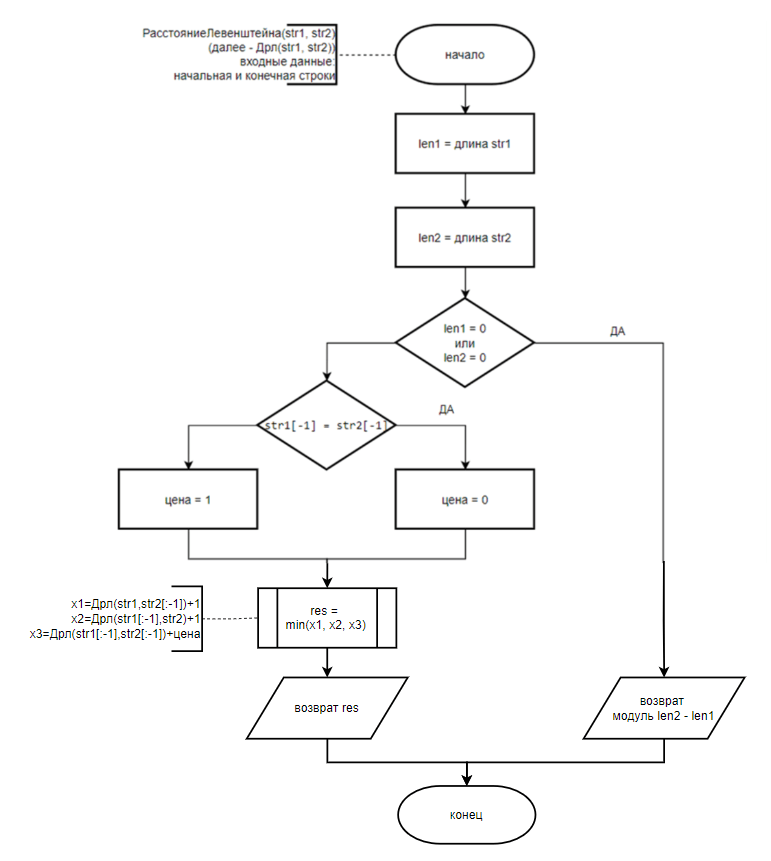 РасстояниеЛевенштейна(str1, str2)
(далее - Дрл(str1, str2))
входные данные:
начальная и конечная строки
начало
len1 = длина str1
len2 = длина str2
len1 = 0
или
len2 = 0
ДА
str1[-1] = str2[-1]
ДА
цена = 1
цена = 0
x1=Дрл(str1,str2[:-1])+1
x2=Дрл(str1[:-1],str2)+1
x3=Дрл(str1[:-1],str2[:-1])+цена
res =
min(x1, x2, x3)
возврат res
возврат
модуль len2 - len1
конец